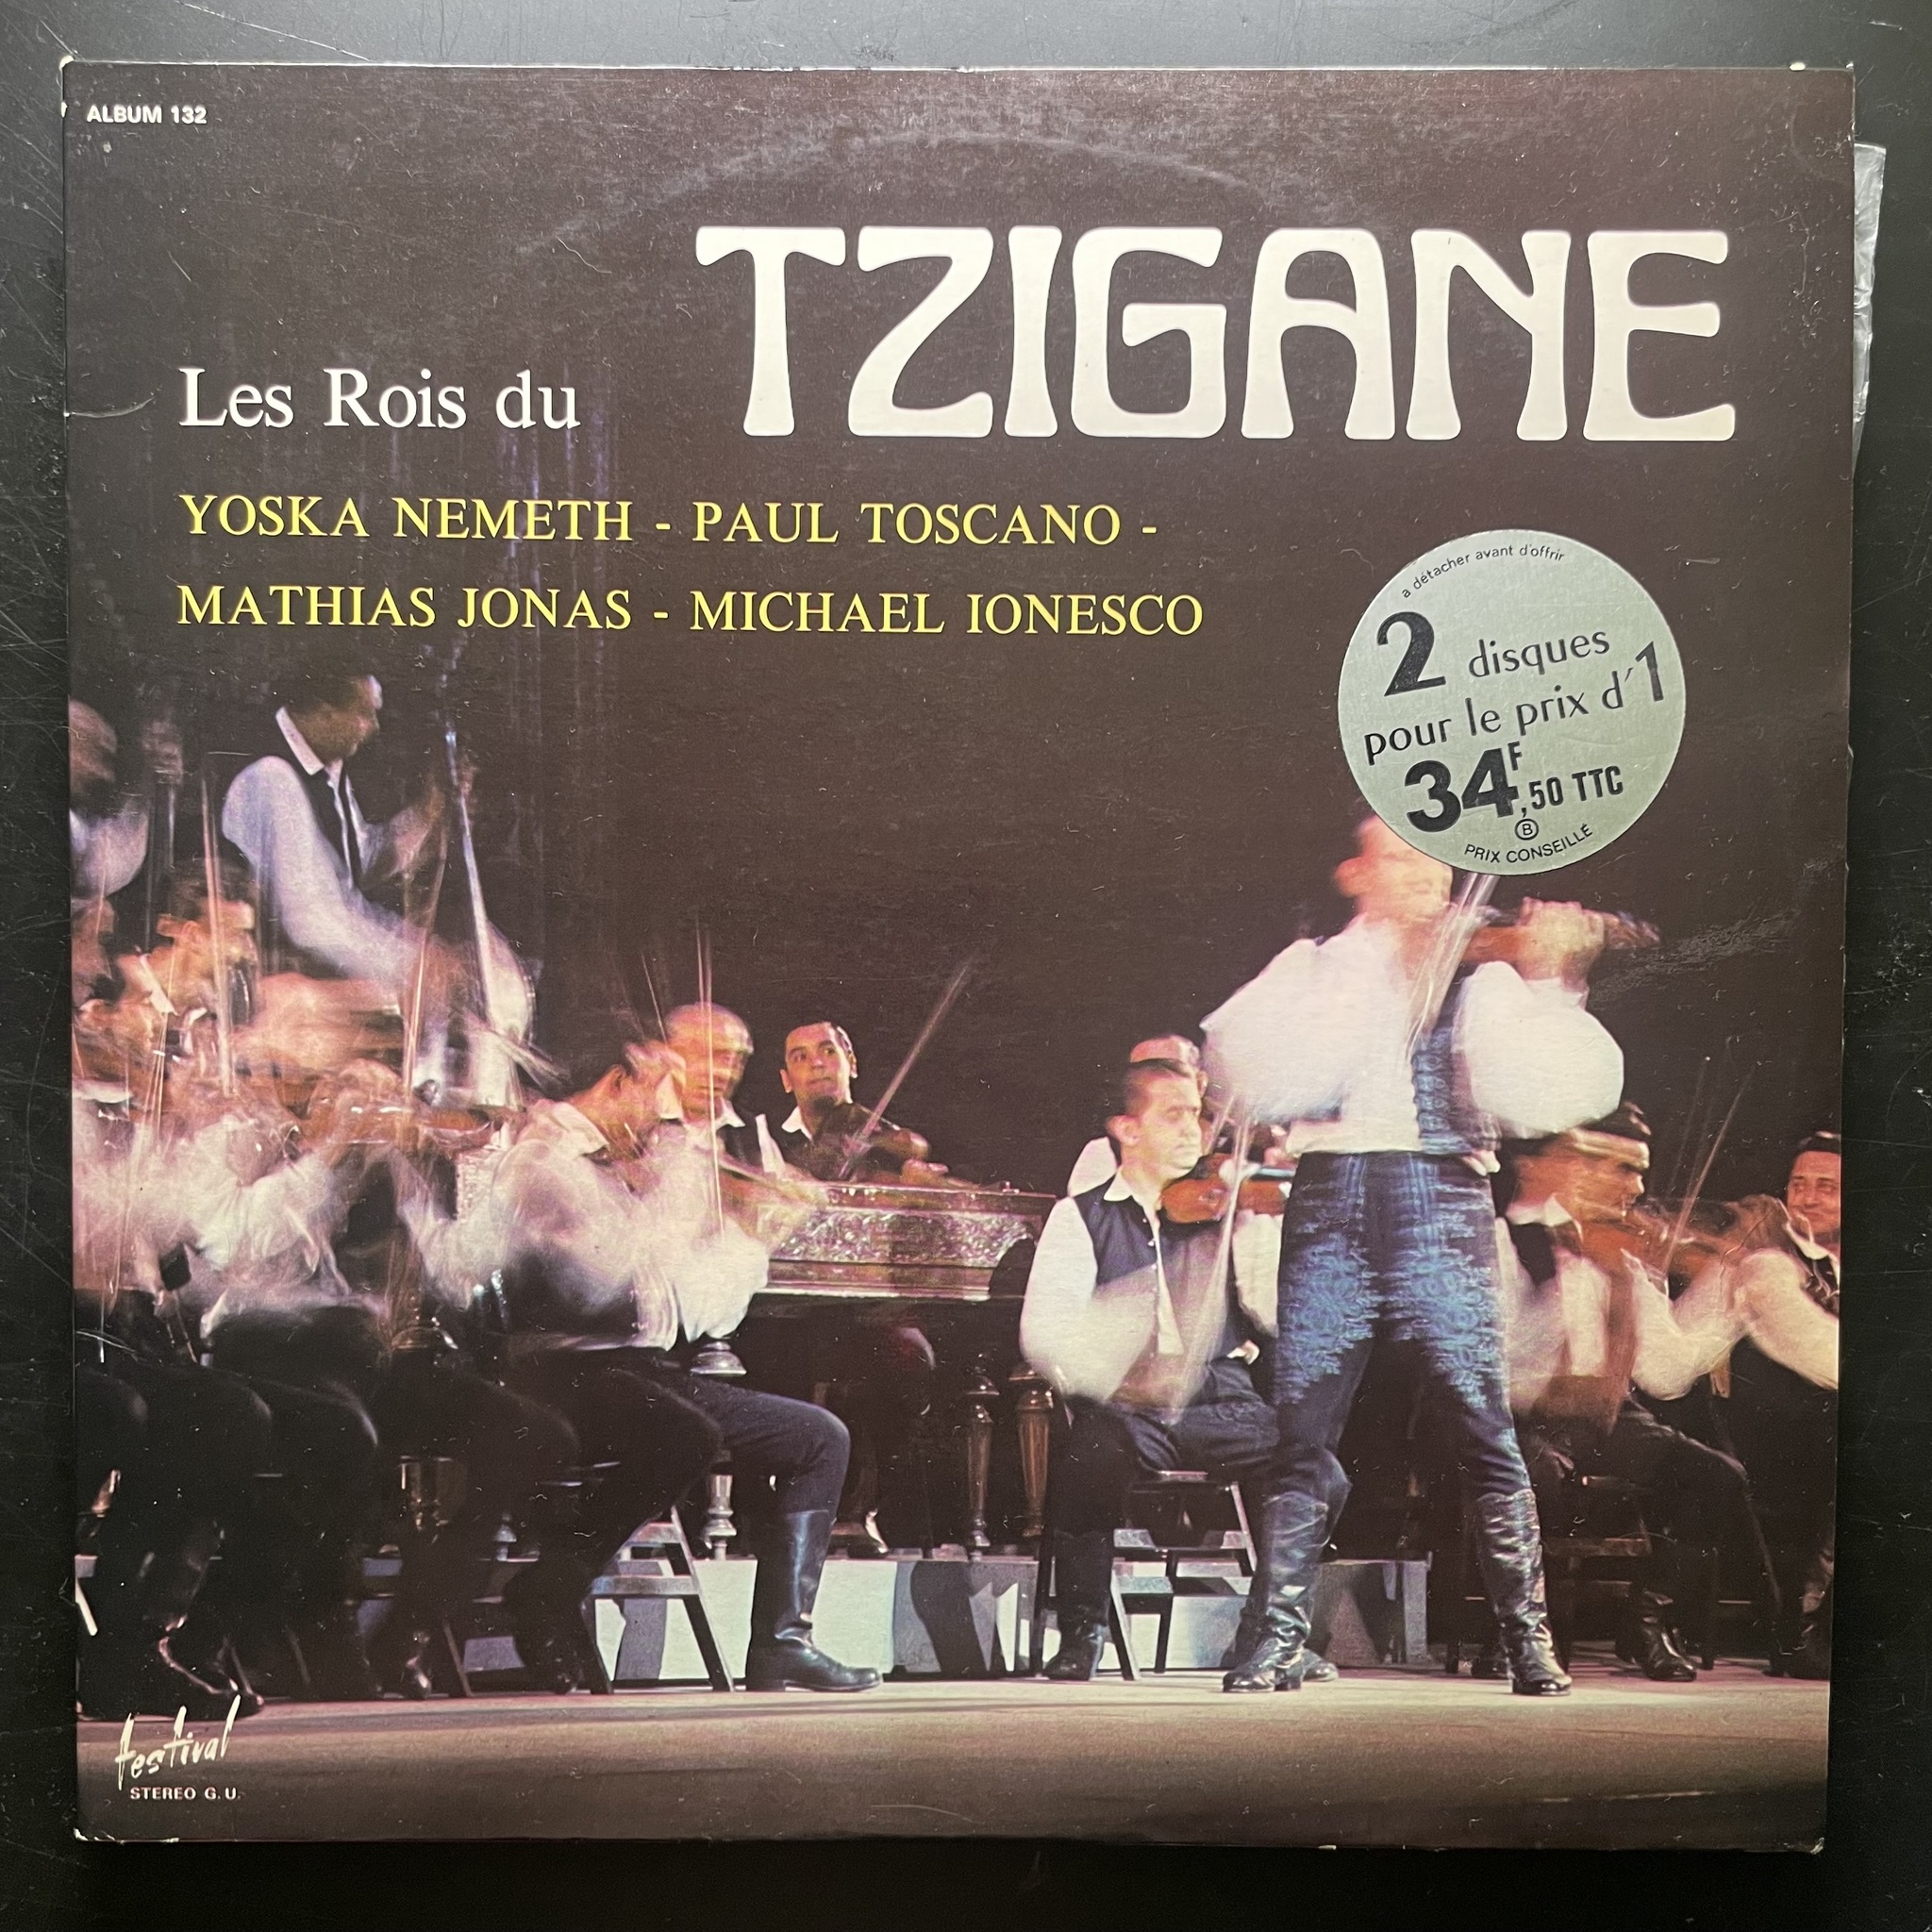 ALBUM 132
TZIGANE
Les Rois du
YOSKA NEMETH - PAUL TOSCANO -
MATHIAS JONAS - MICHAEL IONESCO
a détacher avant d'offrir
2 disques
pour le prix d'1
34F,50 TTC
B
PRIX CONSEILLÉ
festival
STEREO G.U.